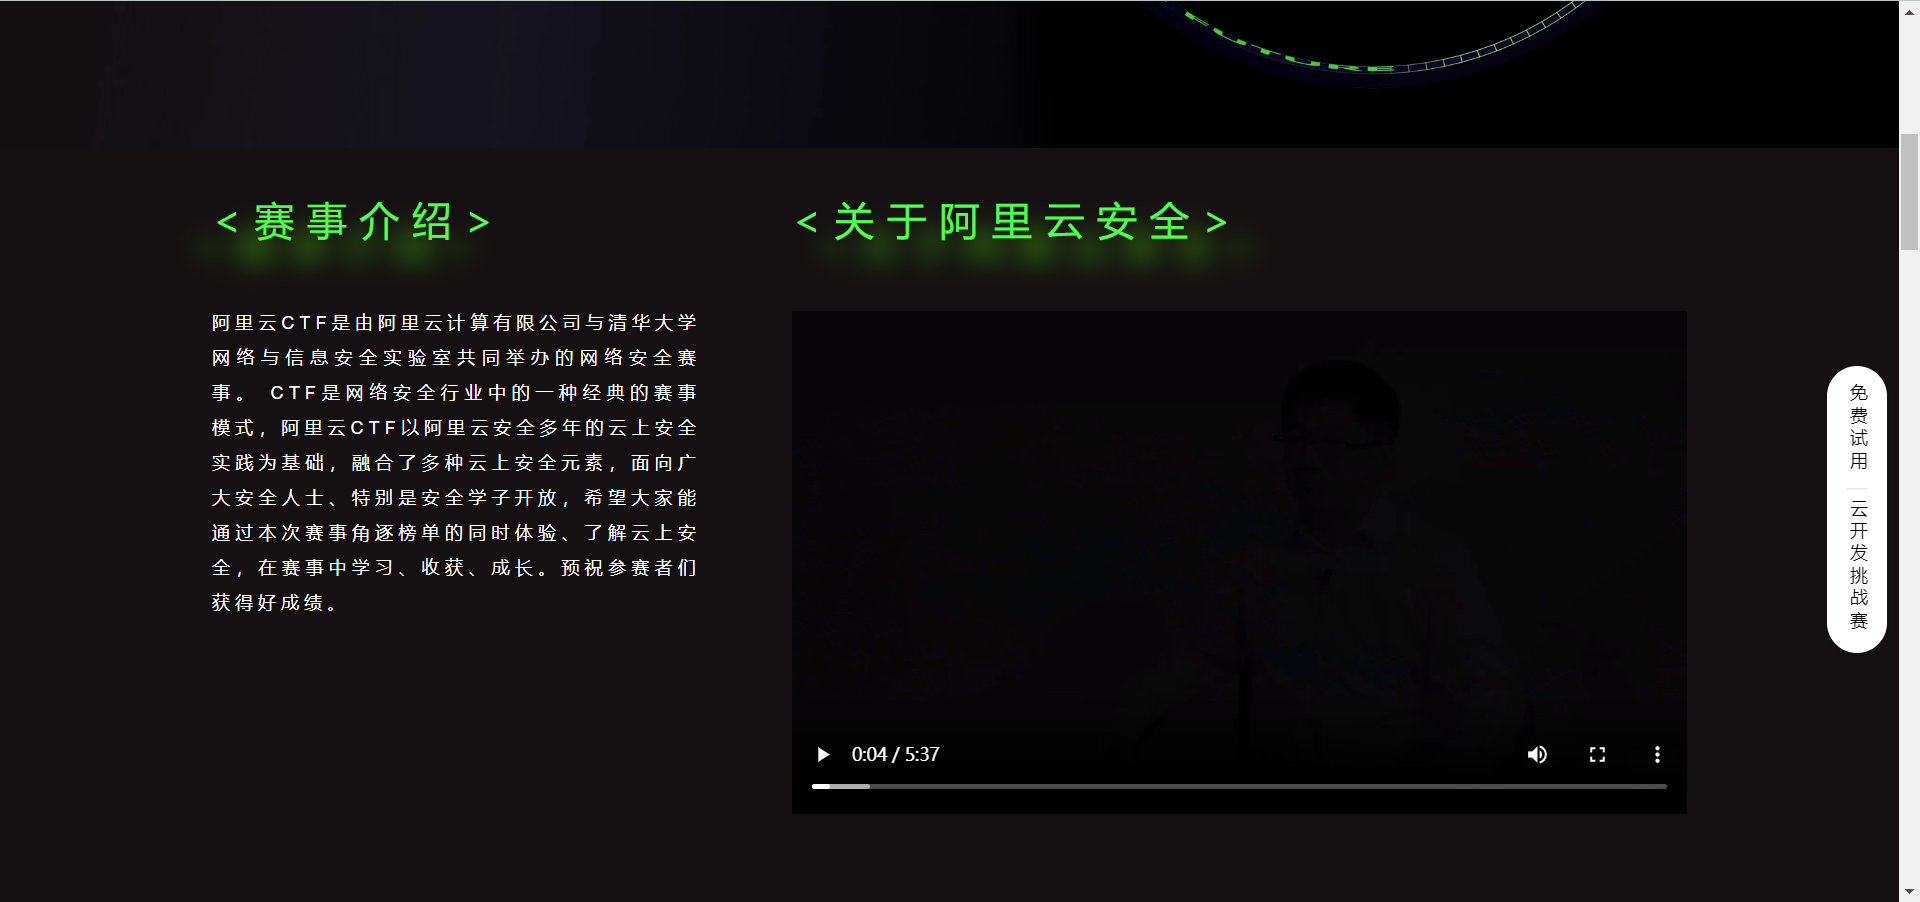 <赛事介绍>
阿里云CTF是由阿里云计算有限公司与清华大学
网络与信息安全实验室共同举办的网络安全赛
事。 CTF是网络安全行业中的一种经典的赛事
模式，阿里云CTF以阿里云安全多年的云上安全
实践为基础，融合了多种云上安全元素，面向广
大安全人士、特别是安全学子开放，希望大家能
通过本次赛事角逐榜单的同时体验、了解云上安
全，在赛事中学习、收获、成长。预祝参赛者们
获得好成绩。
<关于阿里云安全>
0:04 / 5:37
免费试用
云开发挑战赛